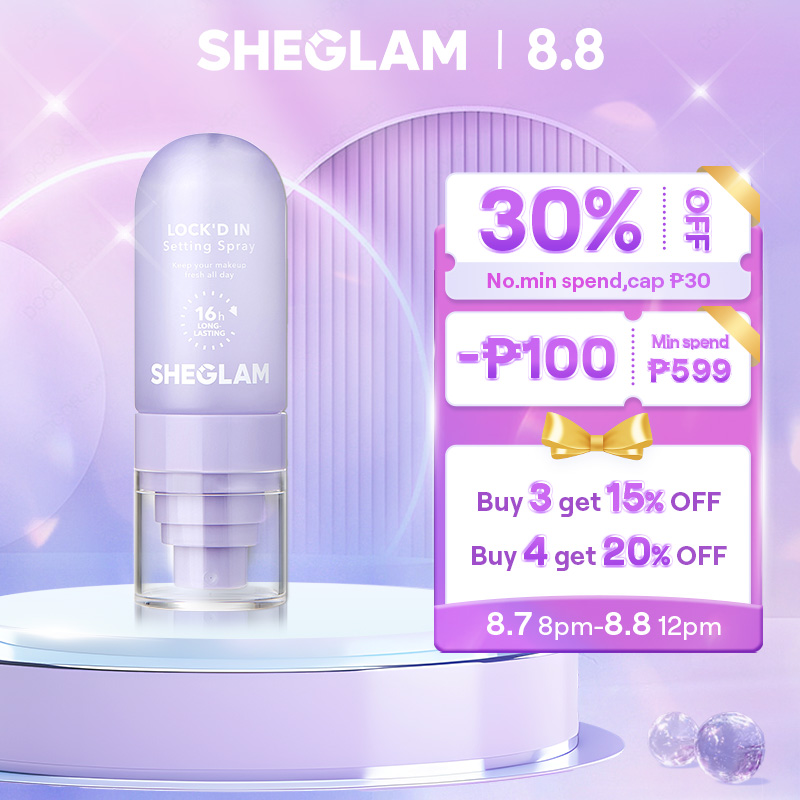 SHEGLAM | 8.8
LOCK'D IN
Setting Spray
Keep your makeup
fresh all day
16h
LONG-
LASTING
SHEGLAM
30% OFF
No.min spend,cap ₱30
-₱100
Min spend
₱599
Buy 3 get 15% OFF
Buy 4 get 20% OFF
8.7 8pm-8.8 12pm